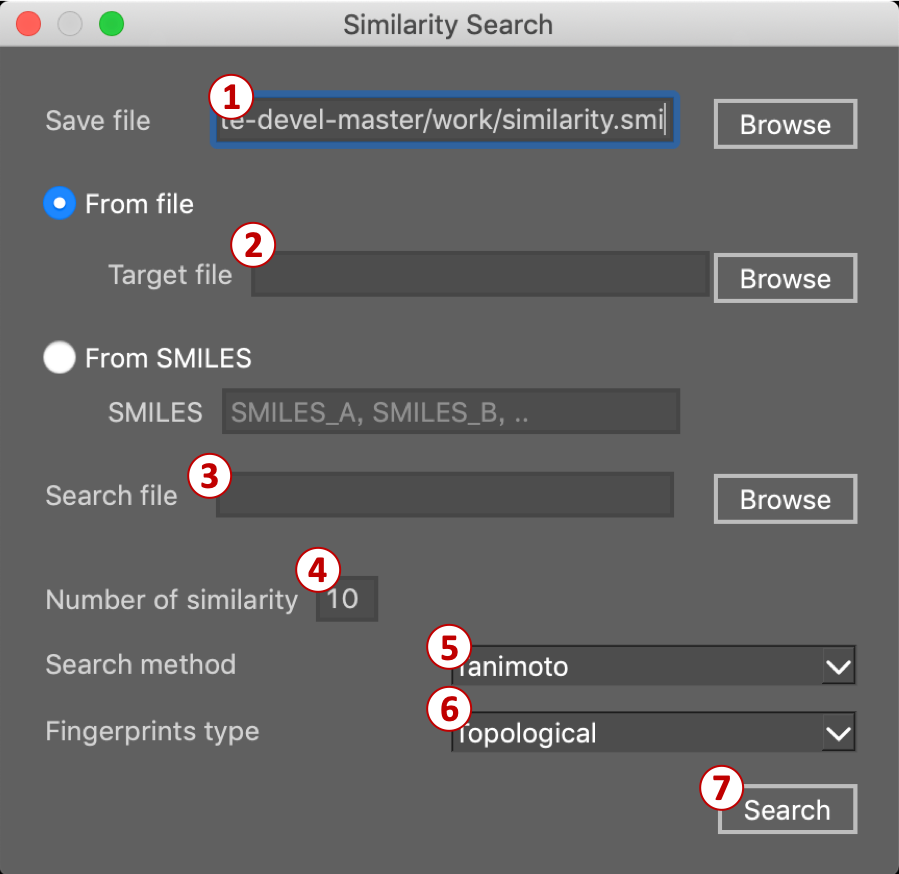 Similarity Search
1
Save file te-devel-master/work/similarity.smi Browse
From file
2
Target file Browse
From SMILES
SMILES SMILES_A, SMILES_B, ..
3
Search file Browse
4
Number of similarity 10
5
Search method Tanimoto
6
Fingerprints type Topological
7
Search